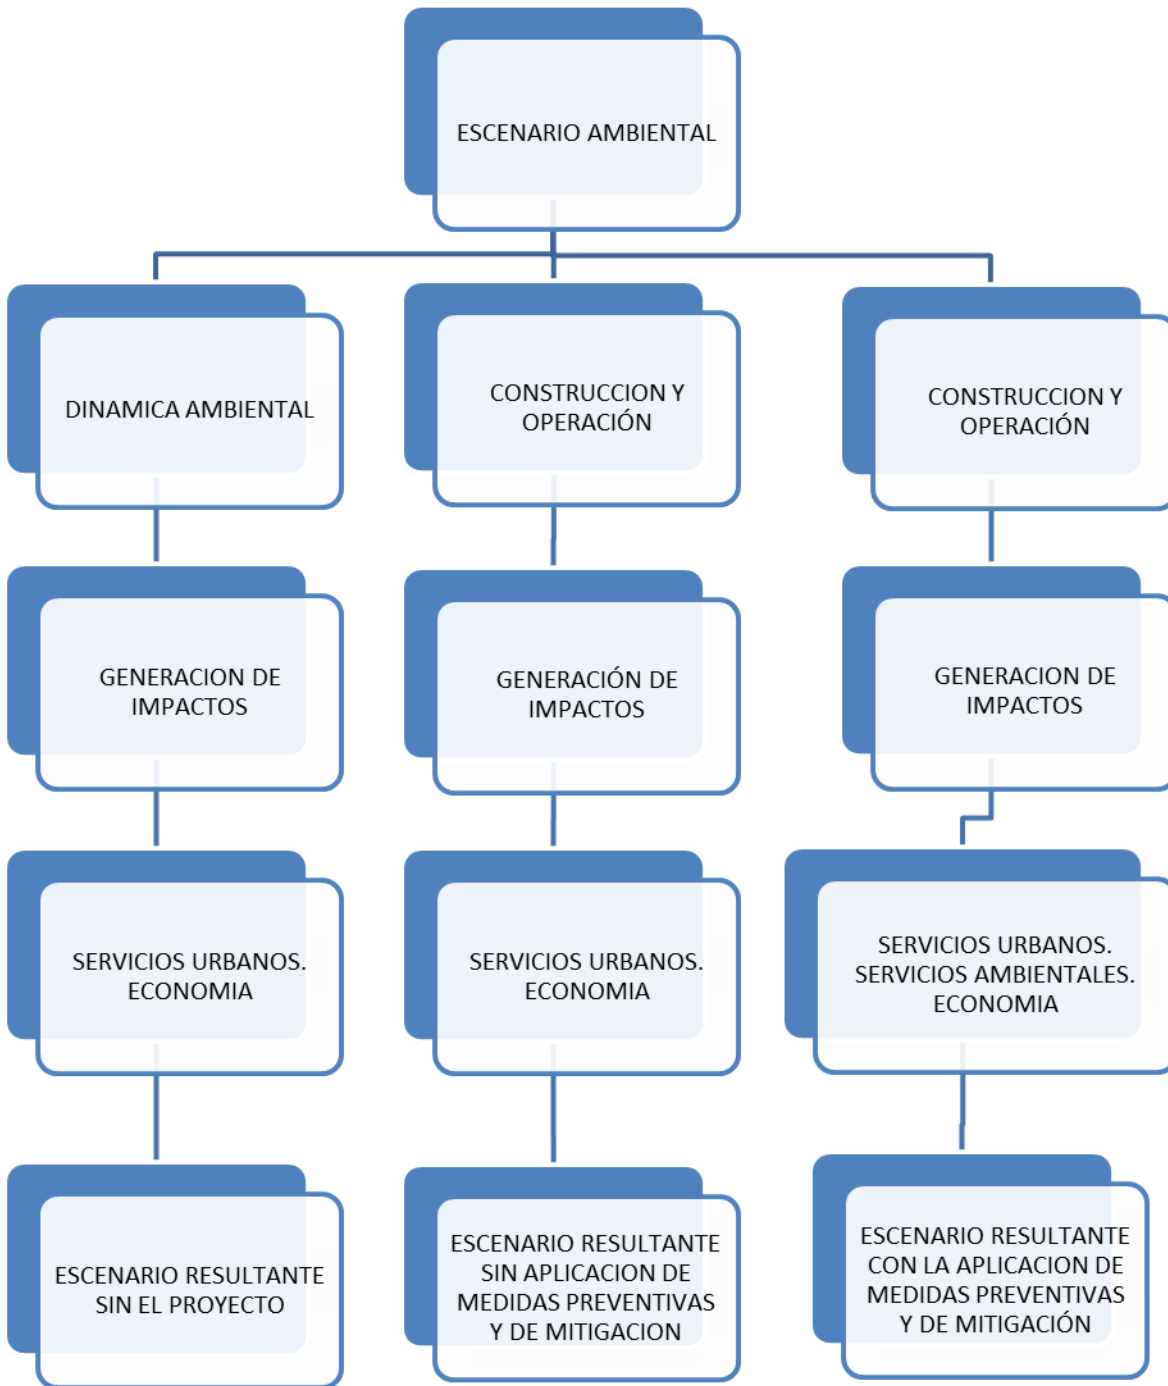 ESCENARIO AMBIENTAL
DINAMICA AMBIENTAL
CONSTRUCCION Y
OPERACIÓN
CONSTRUCCION Y
OPERACIÓN
GENERACION DE
IMPACTOS
GENERACIÓN DE
IMPACTOS
GENERACION DE
IMPACTOS
SERVICIOS URBANOS.
ECONOMIA
SERVICIOS URBANOS.
ECONOMIA
SERVICIOS URBANOS.
SERVICIOS AMBIENTALES.
ECONOMIA
ESCENARIO RESULTANTE
SIN EL PROYECTO
ESCENARIO RESULTANTE
SIN APLICACION DE
MEDIDAS PREVENTIVAS
Y DE MITIGACION
ESCENARIO RESULTANTE
CON LA APLICACION DE
MEDIDAS PREVENTIVAS
Y DE MITIGACIÓN